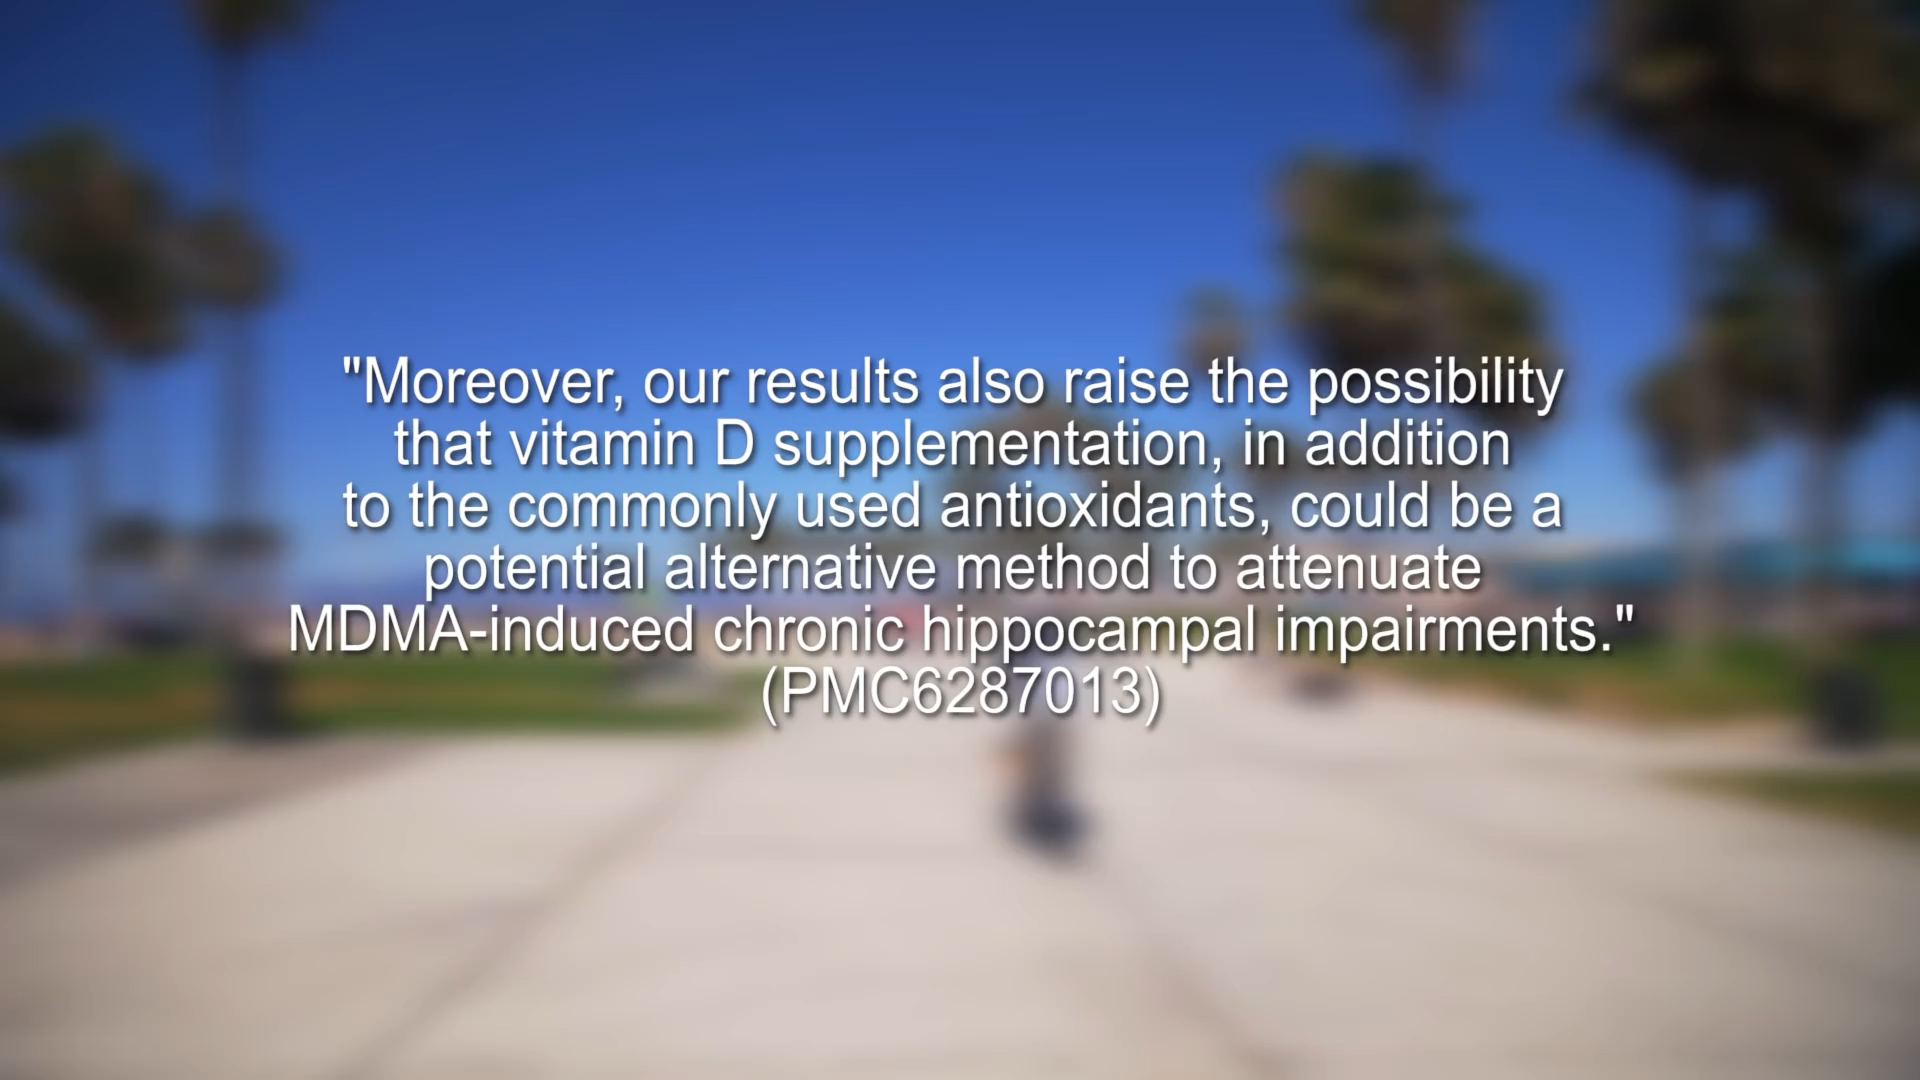 "Moreover, our results also raise the possibility
that vitamin D supplementation, in addition
to the commonly used antioxidants, could be a
potential alternative method to attenuate
MDMA-induced chronic hippocampal impairments."
(PMC6287013)